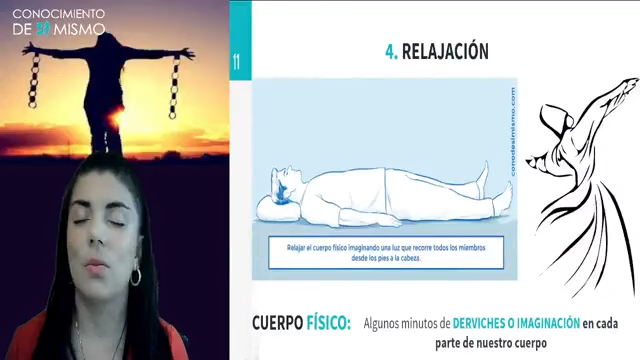 CONOCIMIENTO
DE SÍ MISMO
11
4. RELAJACIÓN
conodesimismo.com
Relajar el cuerpo físico imaginando una luz que recorre todos los miembros
desde los pies a la cabeza.
CUERPO FÍSICO: Algunos minutos de DERVICHES O IMAGINACIÓN en cada
parte de nuestro cuerpo